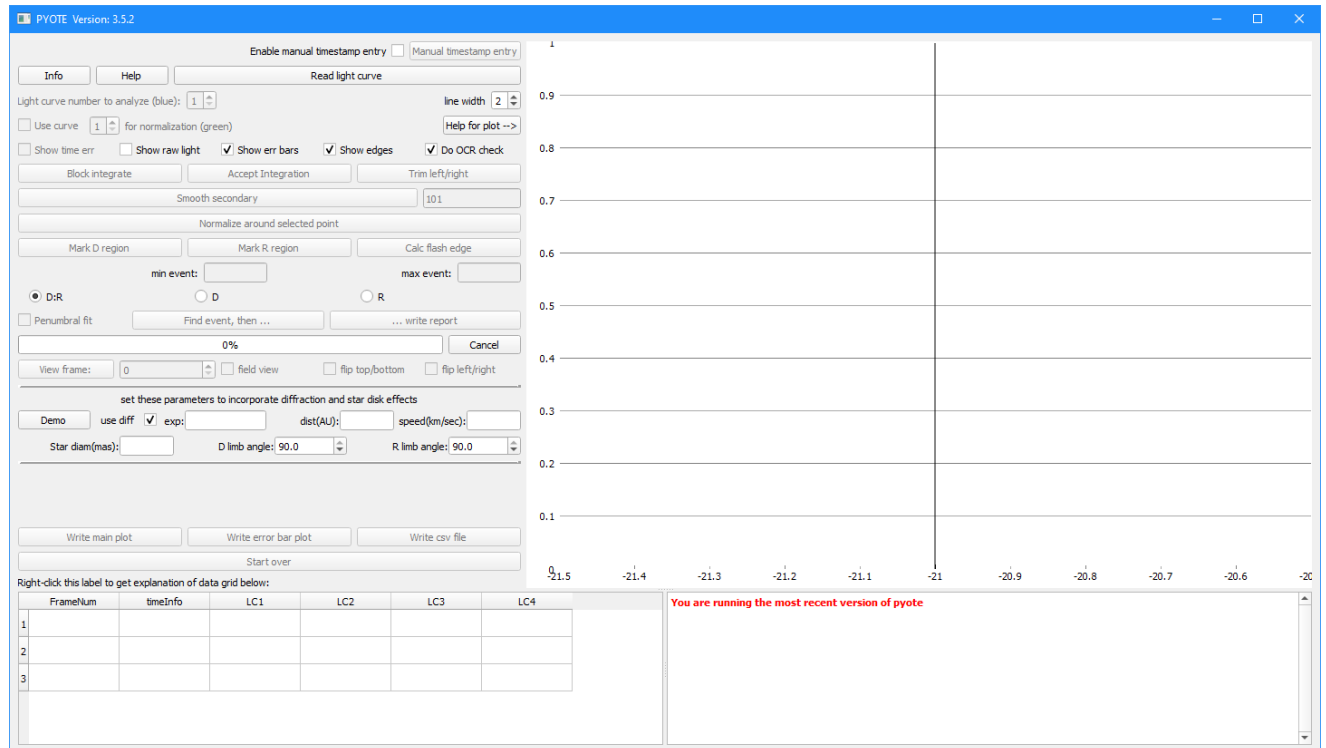 PYOTE Version: 3.5.2
Enable manual timestamp entry Manual timestamp entry
Info Help Read light curve
Light curve number to analyze (blue): 1 line width 2
Use curve 1 for normalization (green) Help for plot -->
Show time err Show raw light Show err bars Show edges Do OCR check
Block integrate Accept Integration Trim left/right
Smooth secondary 101
Normalize around selected point
Mark D region Mark R region Calc flash edge
min event: max event:
D:R D R
Penumbral fit Find event, then ... ... write report
0% Cancel
View frame: 0 field view flip top/bottom flip left/right
set these parameters to incorporate diffraction and star disk effects
Demo use diff exp: dist(AU): speed(km/sec):
Star diam(mas): D limb angle: 90.0 R limb angle: 90.0
Write main plot Write error bar plot Write csv file
Start over
Right-click this label to get explanation of data grid below:
FrameNum timeInfo LC1 LC2 LC3 LC4
1
2
3
1
0.9
0.8
0.7
0.6
0.5
0.4
0.3
0.2
0.1
0
-21.5 -21.4 -21.3 -21.2 -21.1 -21 -20.9 -20.8 -20.7 -20.6 -20
You are running the most recent version of pyote